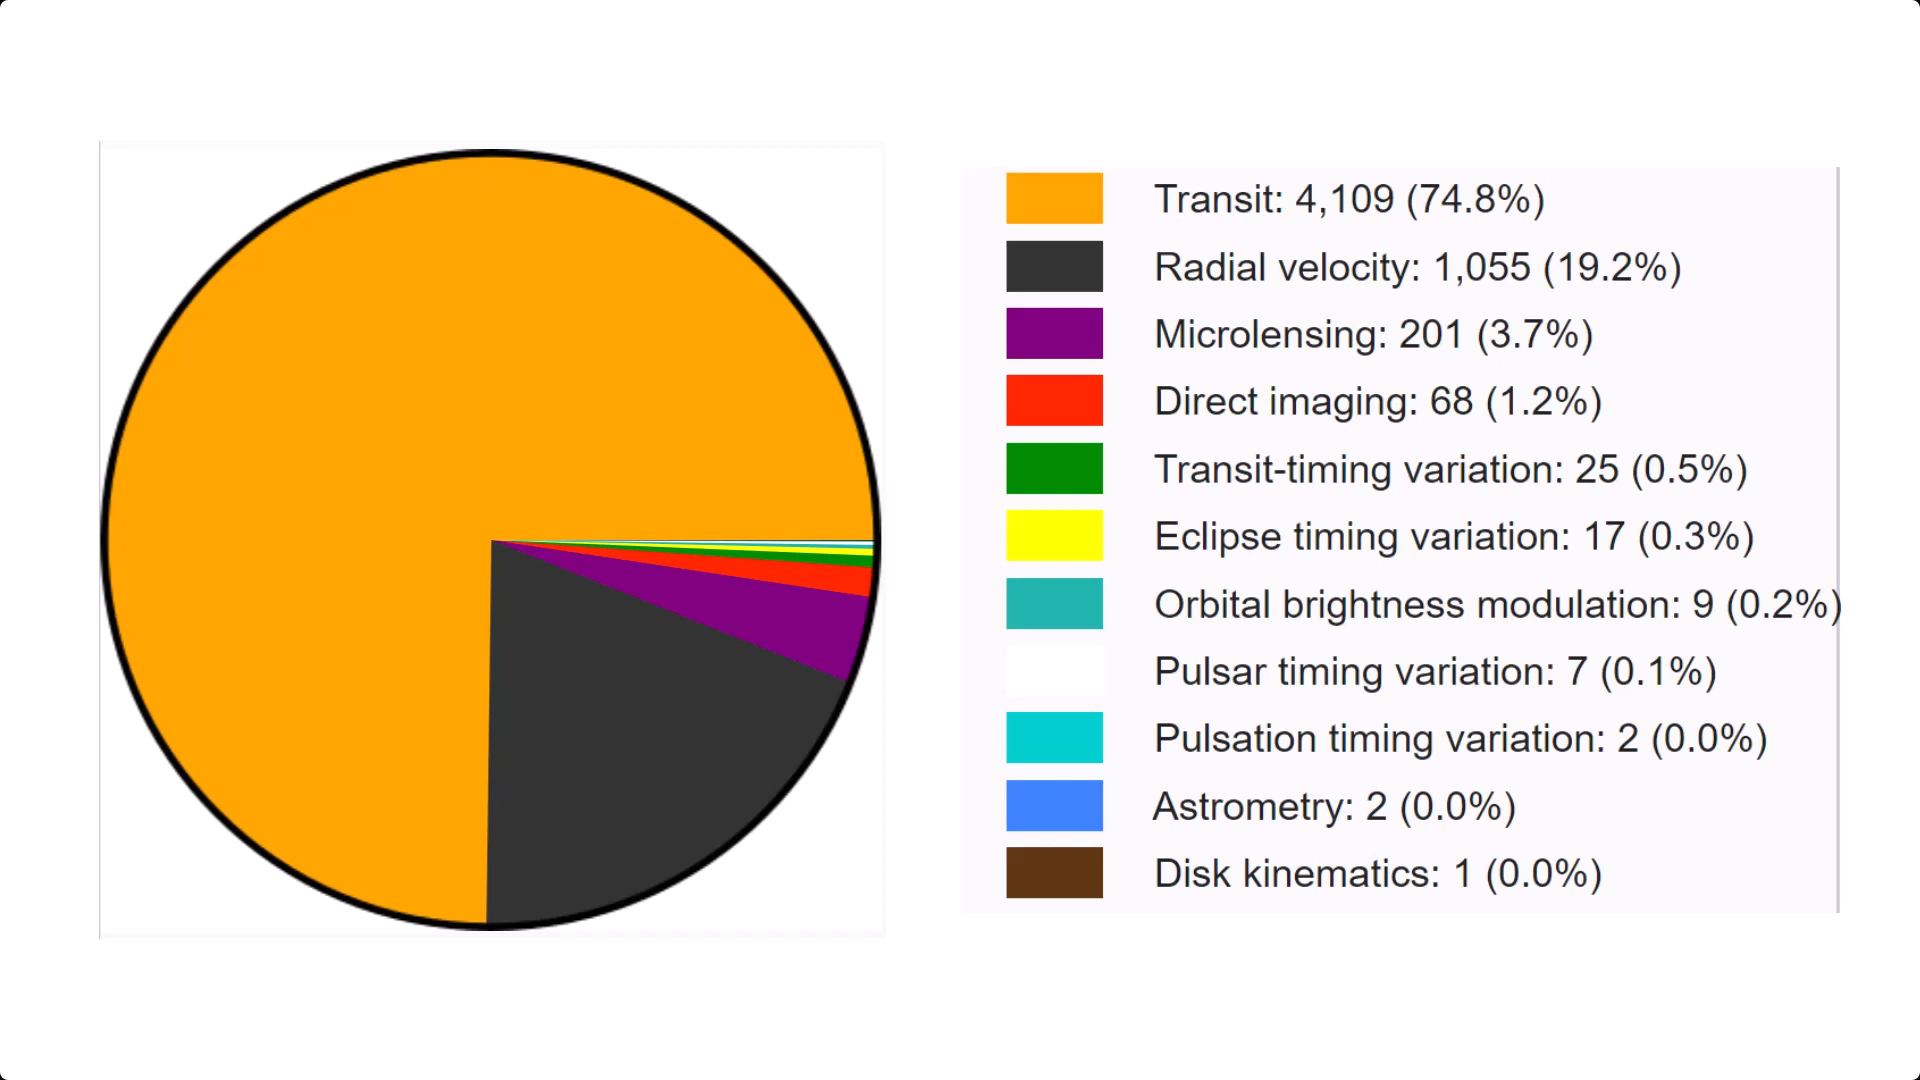 Transit: 4,109 (74.8%)
Radial velocity: 1,055 (19.2%)
Microlensing: 201 (3.7%)
Direct imaging: 68 (1.2%)
Transit-timing variation: 25 (0.5%)
Eclipse timing variation: 17 (0.3%)
Orbital brightness modulation: 9 (0.2%)
Pulsar timing variation: 7 (0.1%)
Pulsation timing variation: 2 (0.0%)
Astrometry: 2 (0.0%)
Disk kinematics: 1 (0.0%)